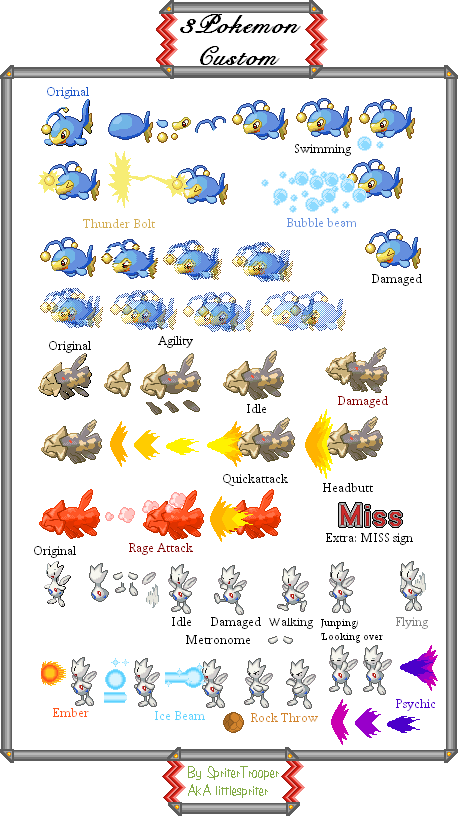 3Pokemon
Custom
Original
Swimming
Thunder Bolt
Bubble beam
Damaged
Original
Agility
Idle
Damaged
Quickattack
Headbutt
Miss
Original
Rage Attack
Extra: MISS sign
Idle
Damaged
Walking
Jumping/
Looking over
Flying
Metronome
Ember
Ice Beam
Rock Throw
Psychic
By SpriterTrooper
AkA littlespriter